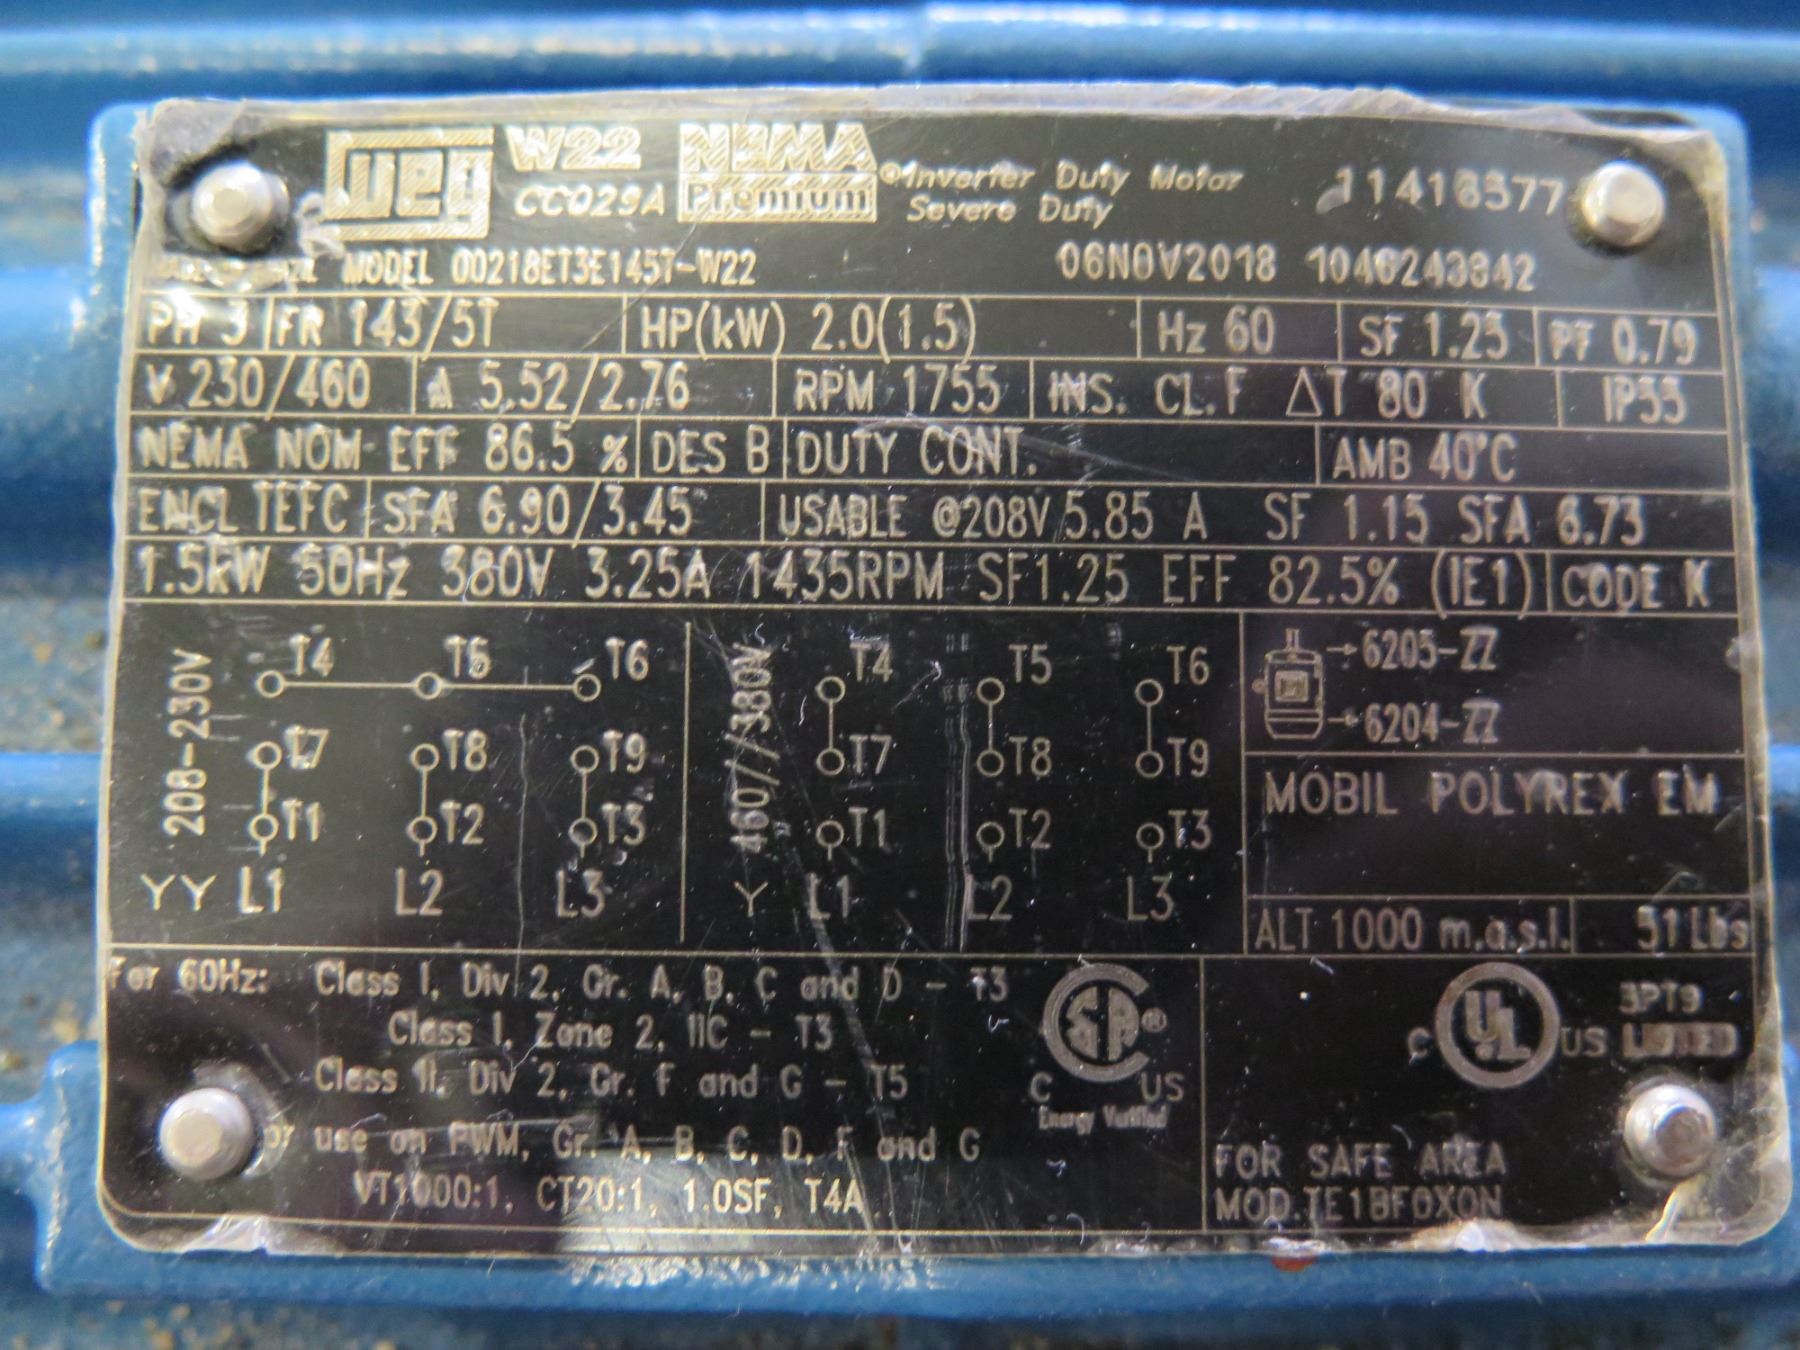 WEG W22 NEMA Premium Inverter Duty Motor 11418577
CC029A Severe Duty
MODEL 00218ET3E145T-W22 06NOV2018 1046243842
PH 3 FR 143/5T HP(kW) 2.0(1.5) Hz 60 SF 1.25 PF 0.79
V 230/460 A 5.52/2.76 RPM 1755 INS. CL. F ΔT 80 K IP55
NEMA NOM EFF 86.5 % DES B DUTY CONT. AMB 40°C
ENCL TEFC SFA 6.90/3.45 USABLE @208V 5.85 A SF 1.15 SFA 6.73
1.5kW 50Hz 380V 3.25A 1435RPM SF1.25 EFF 82.5% (IE1) CODE K
208-230V
T4 T5 T6
T7 T8 T9
T1 T2 T3
YY L1 L2 L3
460//380V
T4 T5 T6
T7 T8 T9
T1 T2 T3
Y L1 L2 L3
6205-ZZ
6204-ZZ
MOBIL POLYREX EM
ALT 1000 m.a.s.l. 51 Lbs
For 60Hz: Class I, Div 2, Gr. A, B, C and D - T3
Class I, Zone 2, IIC - T3
Class II, Div 2, Gr. F and G - T5
use on PWM, Gr. A, B, C, D, F and G
VT1000:1, CT20:1, 1.0SF, T4A
SA ®
C US
Energy Verified
C UL US 3PT9
LISTED
FOR SAFE AREA
MOD.TE1BF0X0N